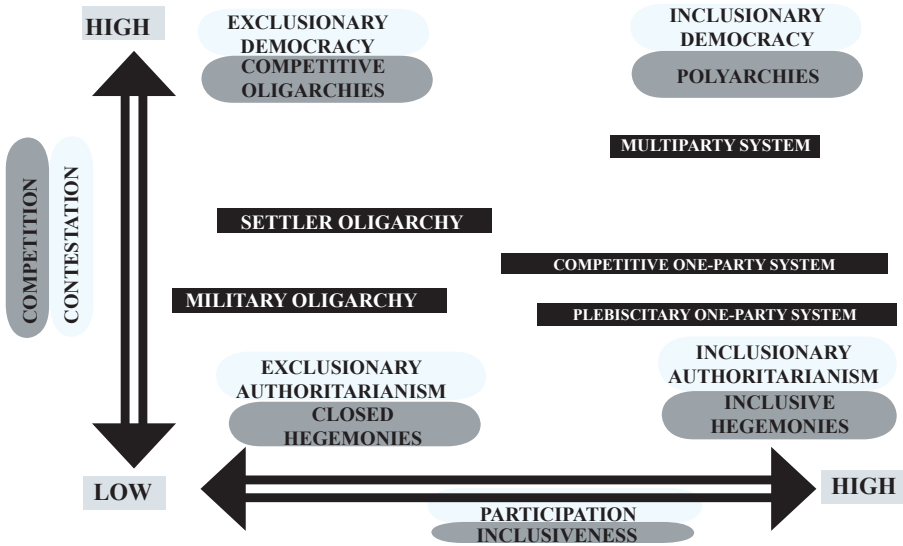 HIGH
EXCLUSIONARY
DEMOCRACY
COMPETITIVE
OLIGARCHIES
INCLUSIONARY
DEMOCRACY
POLYARCHIES
MULTIPARTY SYSTEM
COMPETITION
CONTESTATION
SETTLER OLIGARCHY
COMPETITIVE ONE-PARTY SYSTEM
MILITARY OLIGARCHY
PLEBISCITARY ONE-PARTY SYSTEM
EXCLUSIONARY
AUTHORITARIANISM
CLOSED
HEGEMONIES
INCLUSIONARY
AUTHORITARIANISM
INCLUSIVE
HEGEMONIES
LOW
HIGH
PARTICIPATION
INCLUSIVENESS